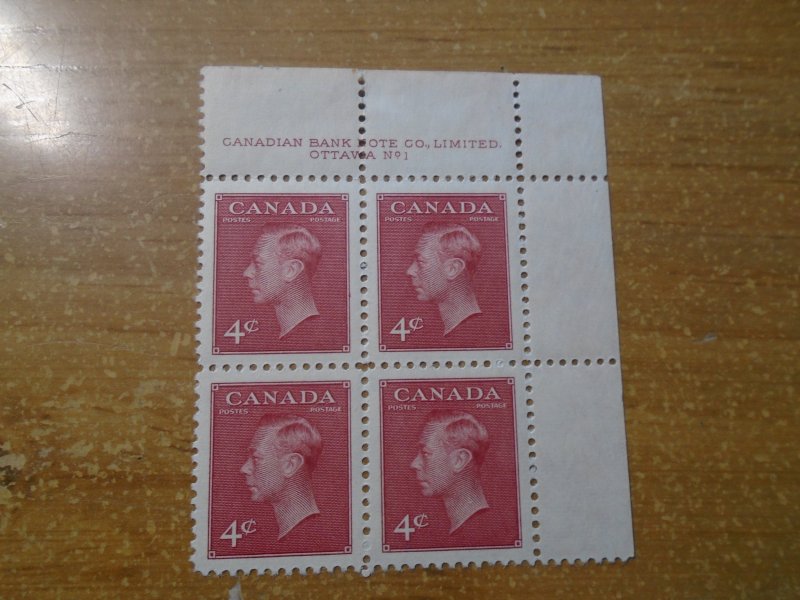 CANADIAN BANK NOTE CO., LIMITED.
OTTAWA Nº1
CANADA
POSTES POSTAGE
4¢
CANADA
POSTES POSTAGE
4¢
CANADA
POSTES POSTAGE
4¢
CANADA
POSTES POSTAGE
4¢